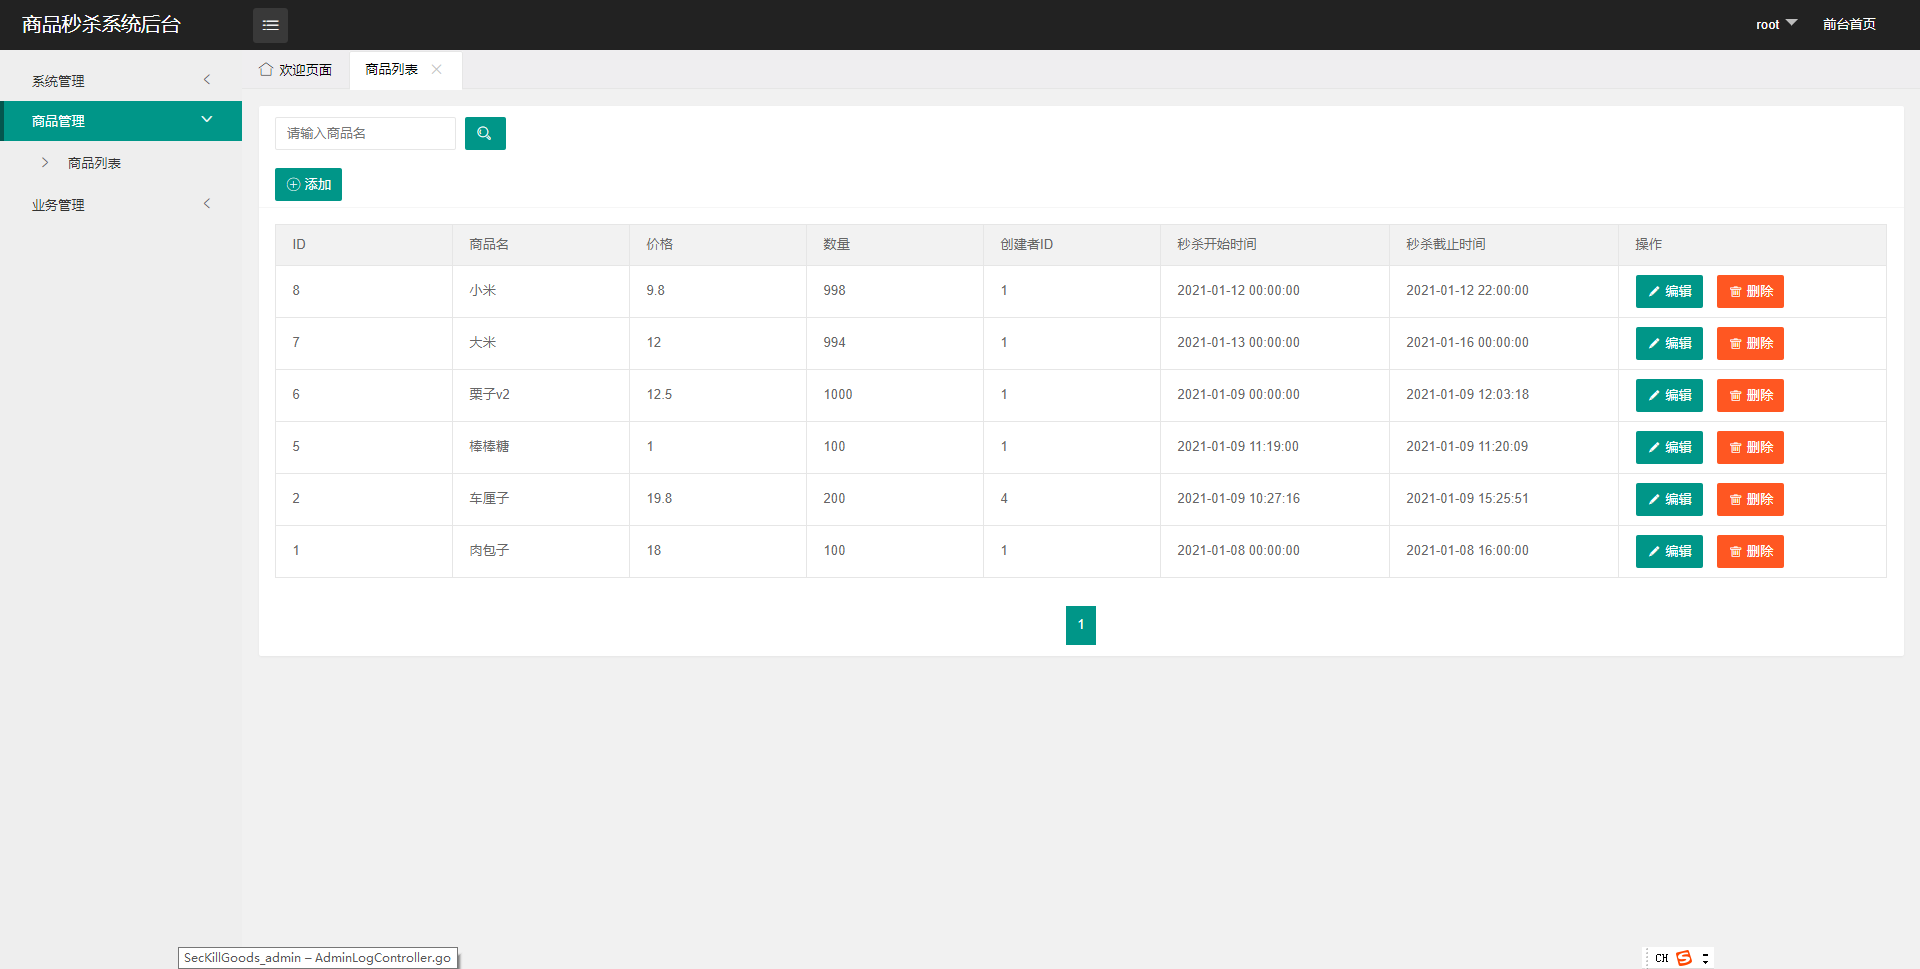 商品秒杀系统后台
root
前台首页
系统管理
商品管理
商品列表
业务管理
欢迎页面
商品列表
请输入商品名
添加
ID 商品名 价格 数量 创建者ID 秒杀开始时间 秒杀截止时间 操作
8 小米 9.8 998 1 2021-01-12 00:00:00 2021-01-12 22:00:00 编辑 删除
7 大米 12 994 1 2021-01-13 00:00:00 2021-01-16 00:00:00 编辑 删除
6 栗子v2 12.5 1000 1 2021-01-09 00:00:00 2021-01-09 12:03:18 编辑 删除
5 棒棒糖 1 100 1 2021-01-09 11:19:00 2021-01-09 11:20:09 编辑 删除
2 车厘子 19.8 200 4 2021-01-09 10:27:16 2021-01-09 15:25:51 编辑 删除
1 肉包子 18 100 1 2021-01-08 00:00:00 2021-01-08 16:00:00 编辑 删除
1
SecKillGoods_admin – AdminLogController.go
CH